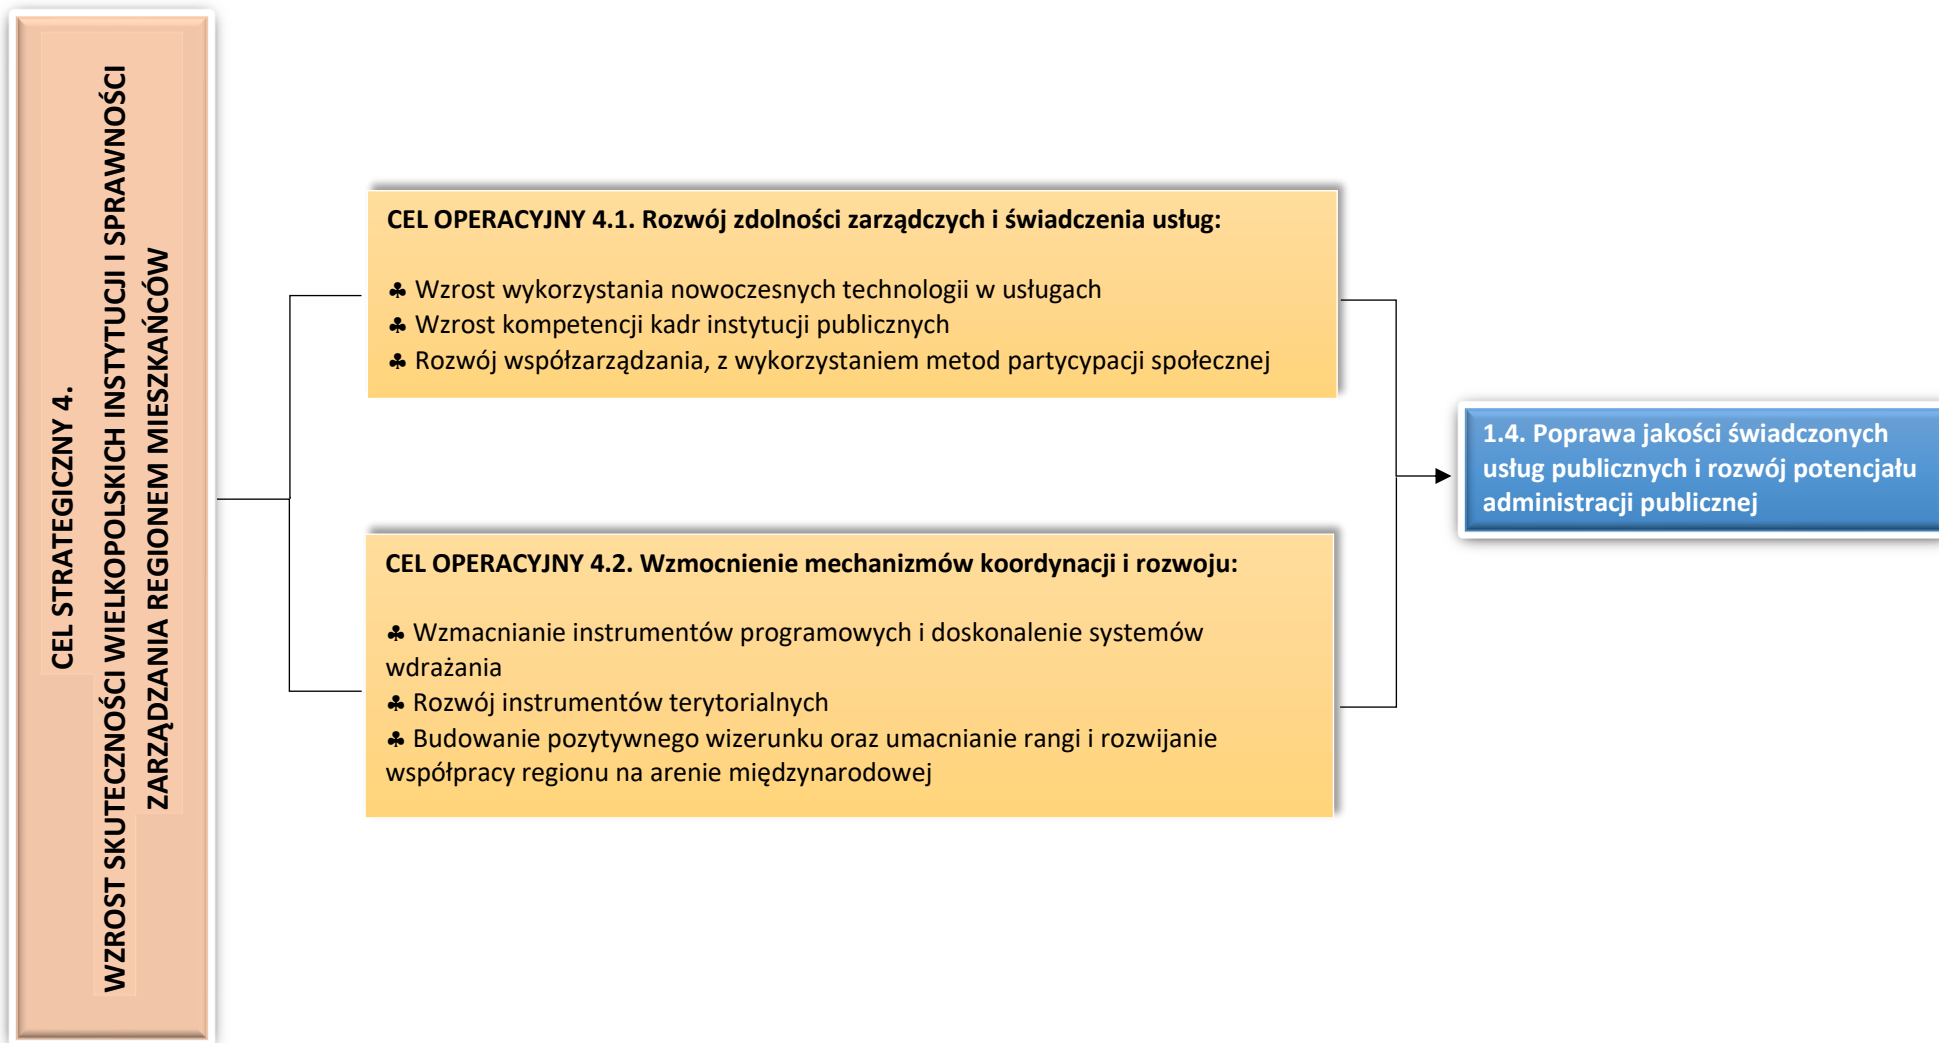 CEL STRATEGICZNY 4.
WZROST SKUTECZNOŚCI WIELKOPOLSKICH INSTYTUCJI I SPRAWNOŚCI
ZARZĄDZANIA REGIONEM MIESZKAŃCÓW
CEL OPERACYJNY 4.1. Rozwój zdolności zarządczych i świadczenia usług:
♣ Wzrost wykorzystania nowoczesnych technologii w usługach
♣ Wzrost kompetencji kadr instytucji publicznych
♣ Rozwój współzarządzania, z wykorzystaniem metod partycypacji społecznej
CEL OPERACYJNY 4.2. Wzmocnienie mechanizmów koordynacji i rozwoju:
♣ Wzmacnianie instrumentów programowych i doskonalenie systemów
wdrażania
♣ Rozwój instrumentów terytorialnych
♣ Budowanie pozytywnego wizerunku oraz umacnianie rangi i rozwijanie
współpracy regionu na arenie międzynarodowej
1.4. Poprawa jakości świadczonych
usług publicznych i rozwój potencjału
administracji publicznej